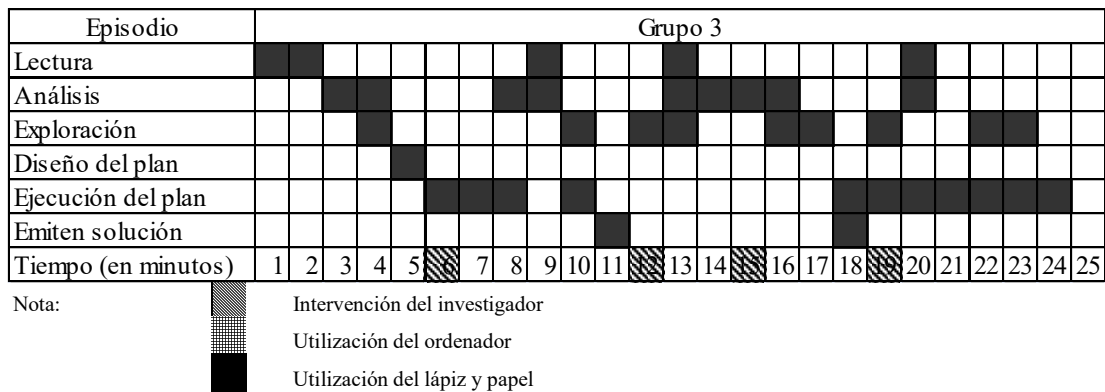 Episodio Grupo 3
Lectura
Análisis
Exploración
Diseño del plan
Ejecución del plan
Emiten solución
Tiempo (en minutos) 1 2 3 4 5 6 7 8 9 10 11 12 13 14 15 16 17 18 19 20 21 22 23 24 25
Nota: Intervención del investigador
Utilización del ordenador
Utilización del lápiz y papel